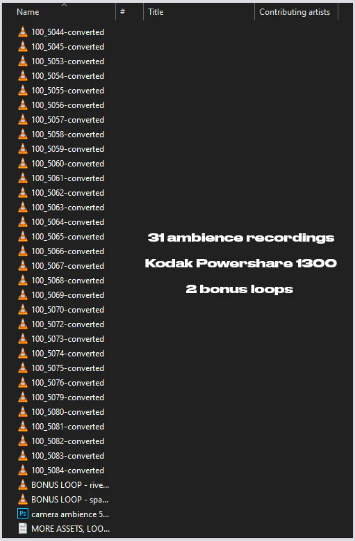 Name # Title Contributing artists
100_5044-converted
100_5045-converted
100_5053-converted
100_5054-converted
100_5055-converted
100_5056-converted
100_5057-converted
100_5058-converted
100_5059-converted
100_5060-converted
100_5061-converted
100_5062-converted
100_5063-converted
100_5064-converted
100_5065-converted
100_5066-converted
100_5067-converted
100_5068-converted
100_5069-converted
100_5070-converted
100_5072-converted
100_5073-converted
100_5074-converted
100_5075-converted
100_5076-converted
100_5079-converted
100_5080-converted
100_5081-converted
100_5082-converted
100_5083-converted
100_5084-converted
BONUS LOOP - rive...
BONUS LOOP - spa...
Ps camera ambience 5...
MORE ASSETS, LOO...
31 ambience recordings
Kodak Powershare 1300
2 bonus loops